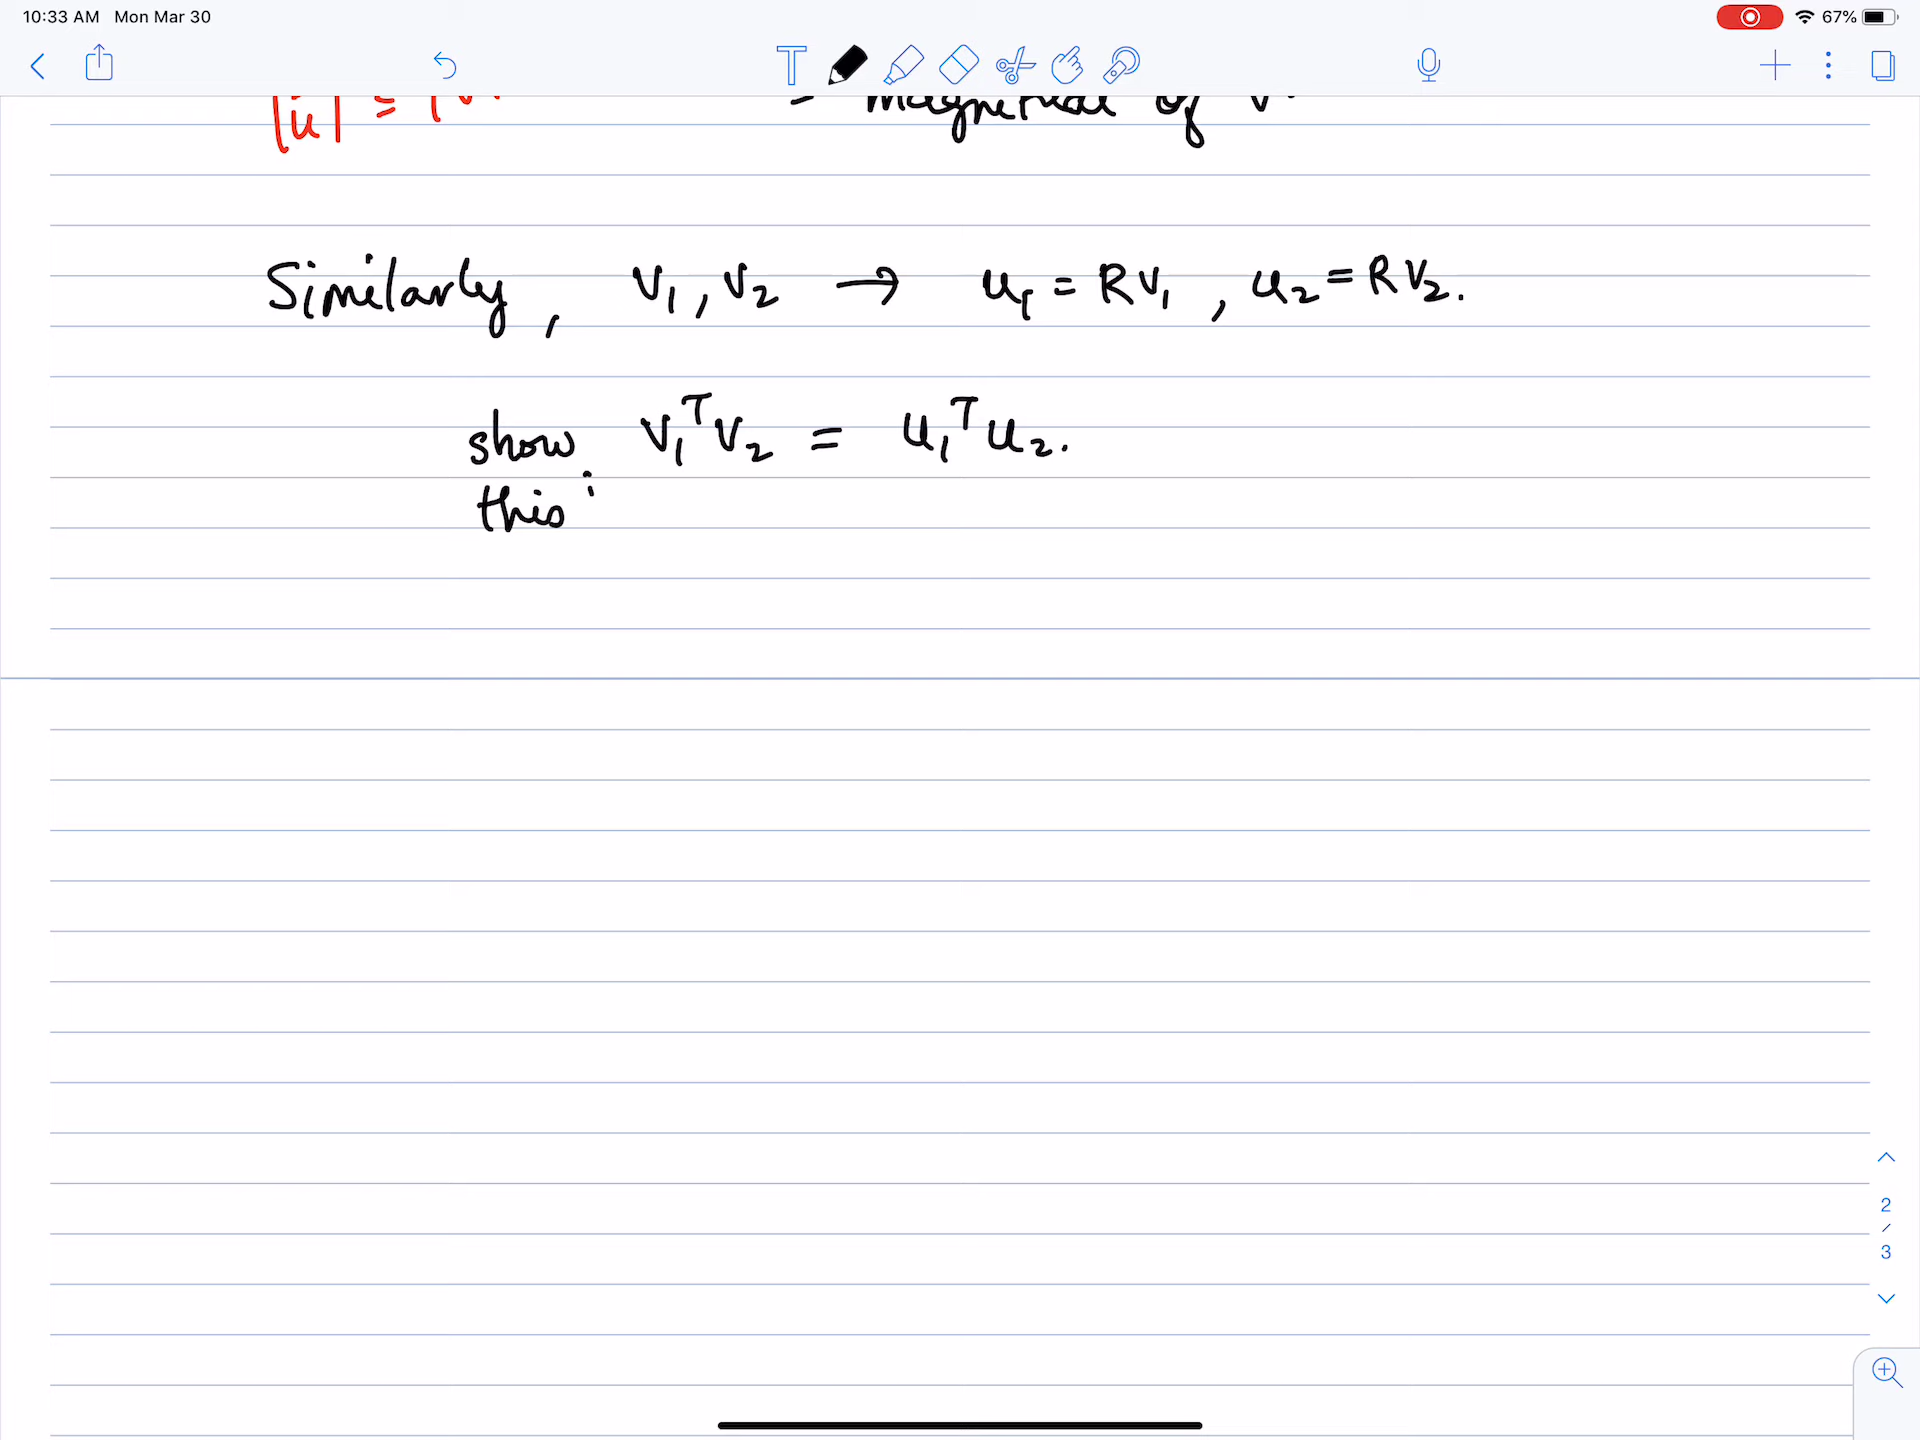 10:33 AM Mon Mar 30 67%
|u| = |v|
= magnitude of v.
Similarly, v₁, v₂ → u₁ = Rv₁, u₂ = Rv₂.
show v₁ᵀv₂ = u₁ᵀu₂.
this:
2
/
3